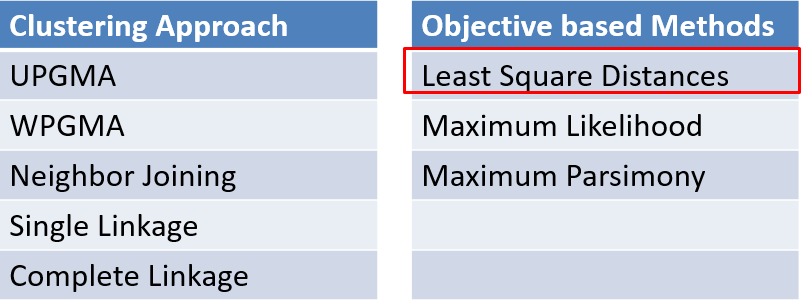 Clustering Approach
UPGMA
WPGMA
Neighbor Joining
Single Linkage
Complete Linkage
Objective based Methods
Least Square Distances
Maximum Likelihood
Maximum Parsimony